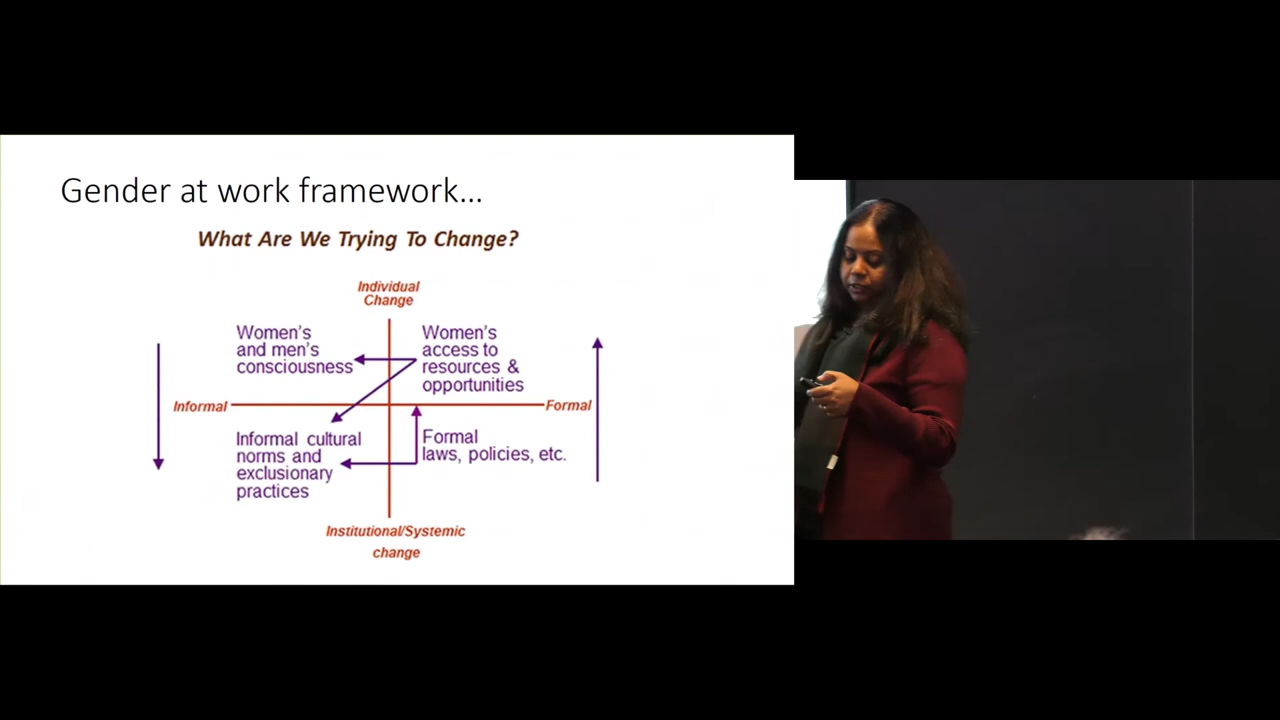 Gender at work framework...
What Are We Trying To Change?
Individual
Change
Women's
and men's
consciousness
Women's
access to
resources &
opportunities
Informal
Formal
Informal cultural
norms and
exclusionary
practices
Formal
laws, policies, etc.
Institutional/Systemic
change